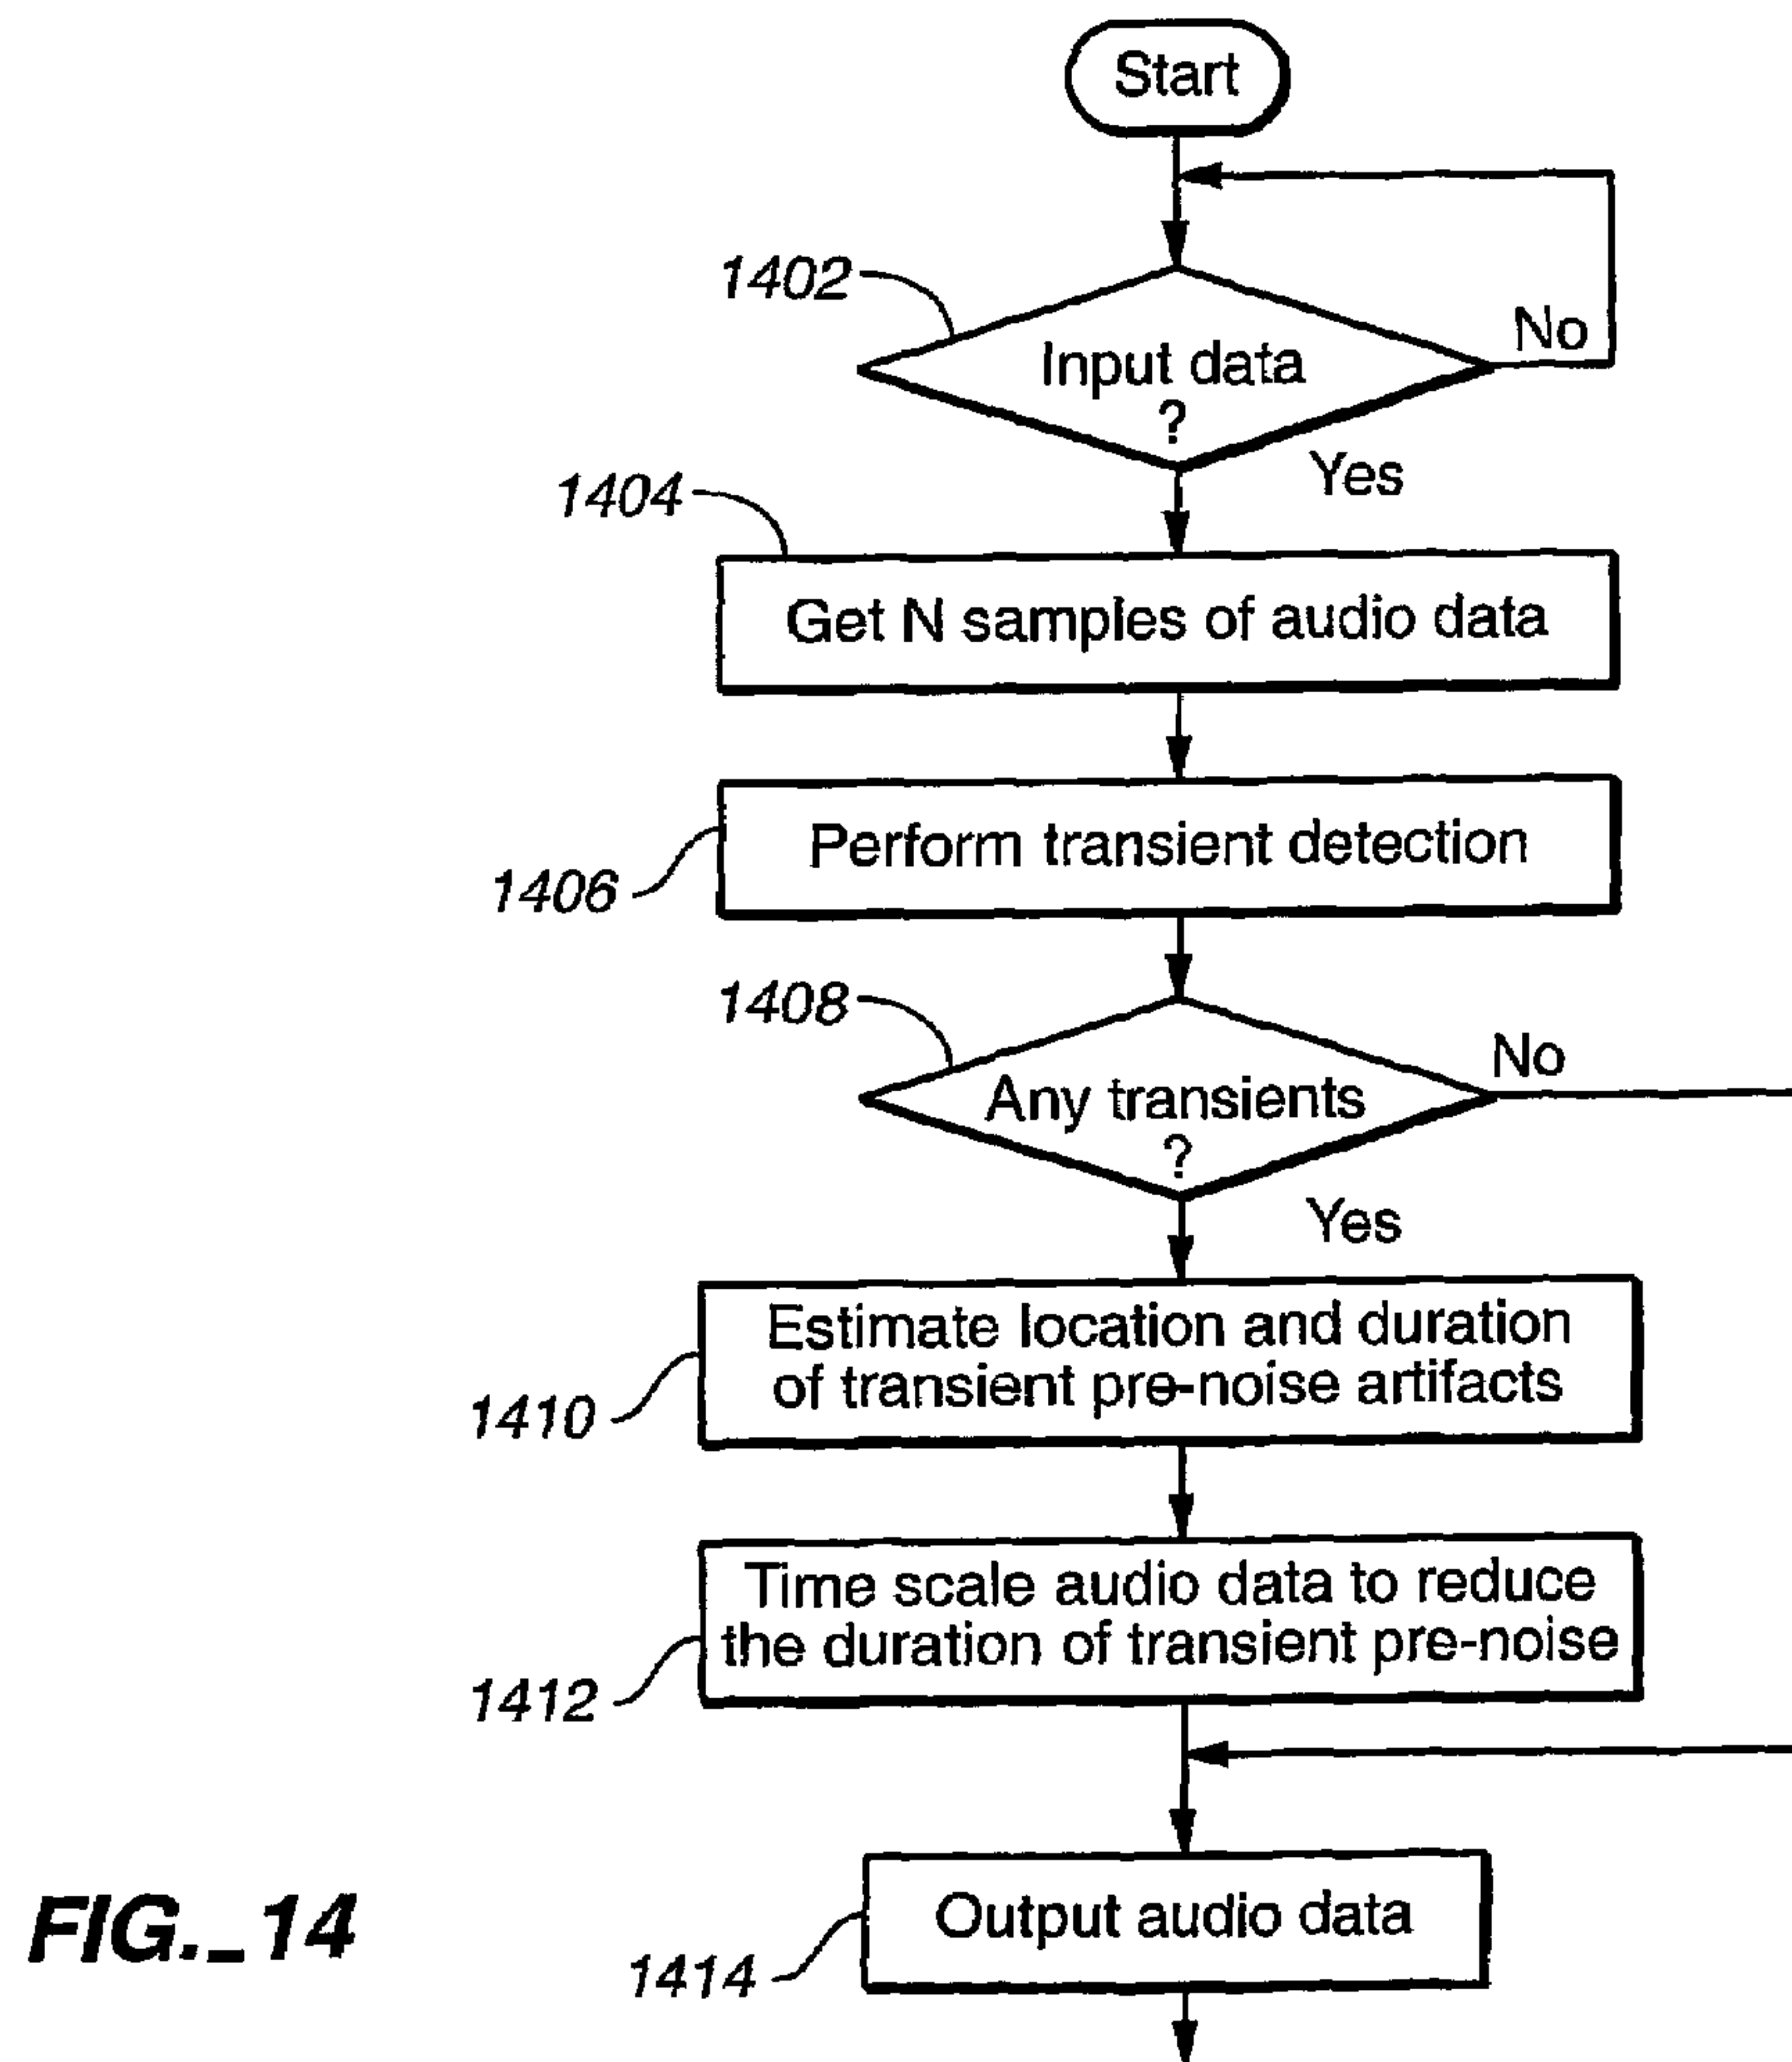 Start
1402
Input data
?
No
Yes
1404
Get N samples of audio data
Perform transient detection
1406
1408
Any transients
?
No
Yes
Estimate location and duration
of transient pre-noise artifacts
1410
Time scale audio data to reduce
the duration of transient pre-noise
1412
Output audio data
1414
FIG._14